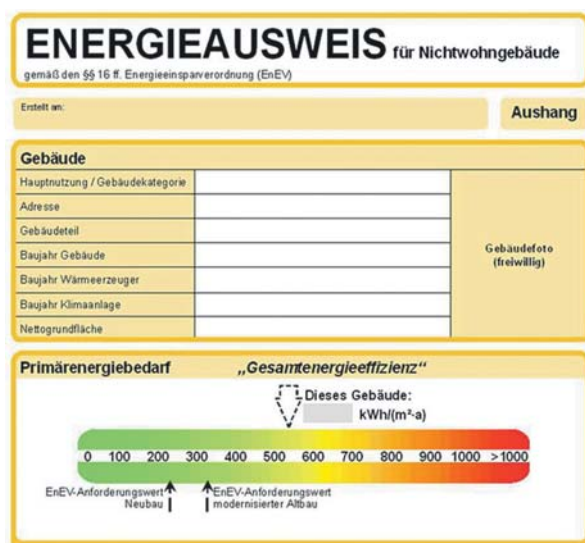 ENERGIEAUSWEIS für Nichtwohngebäude
gemäß den §§ 16 ff. Energieeinsparverordnung (EnEV)
Erstellt am:
Aushang
Gebäude
Hauptnutzung / Gebäudekategorie
Adresse
Gebäudeteil
Baujahr Gebäude
Baujahr Wärmeerzeuger
Baujahr Klimaanlage
Nettogrundfläche
Gebäudefoto
(freiwillig)
Primärenergiebedarf „Gesamtenergieeffizienz“
Dieses Gebäude:
kWh/(m²·a)
0 100 200 300 400 500 600 700 800 900 1000 >1000
EnEV-Anforderungswert
Neubau
EnEV-Anforderungswert
modernisierter Altbau